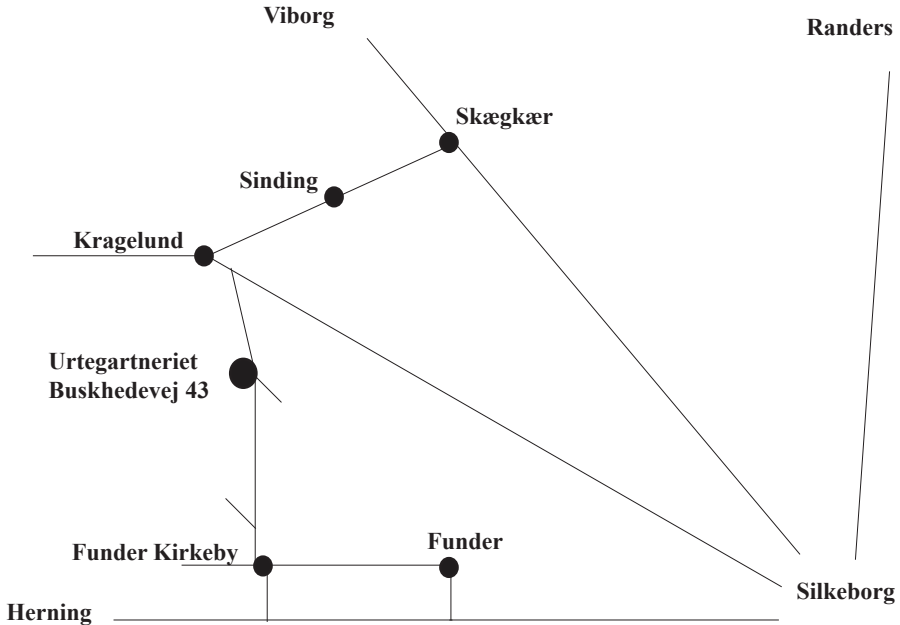 Viborg
Randers
Skægkær
Sinding
Kragelund
Urtegartneriet
Buskhedevej 43
Funder Kirkeby
Funder
Silkeborg
Herning